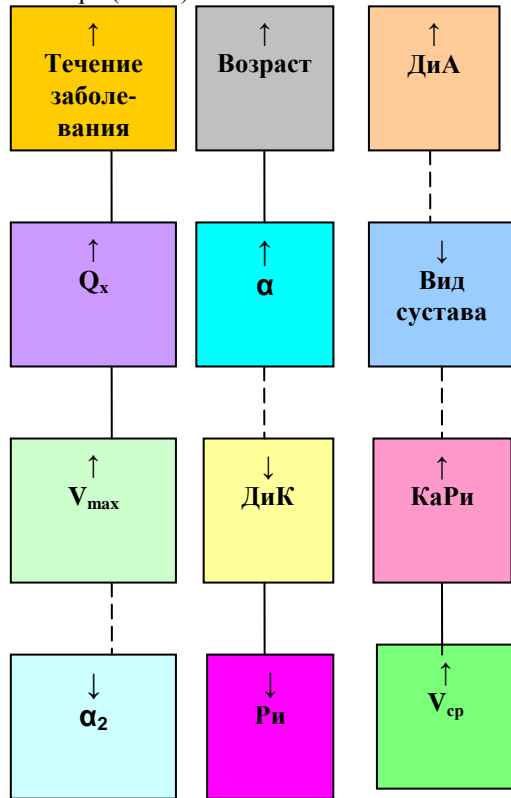 ↑
Течение
заболе-
вания
↑
Возраст
↑
ДиА
↑
Qx
↑
α
↓
Вид
сустава
↑
Vmax
↓
ДиК
↑
КаРи
↓
α2
↓
Ри
↑
Vср